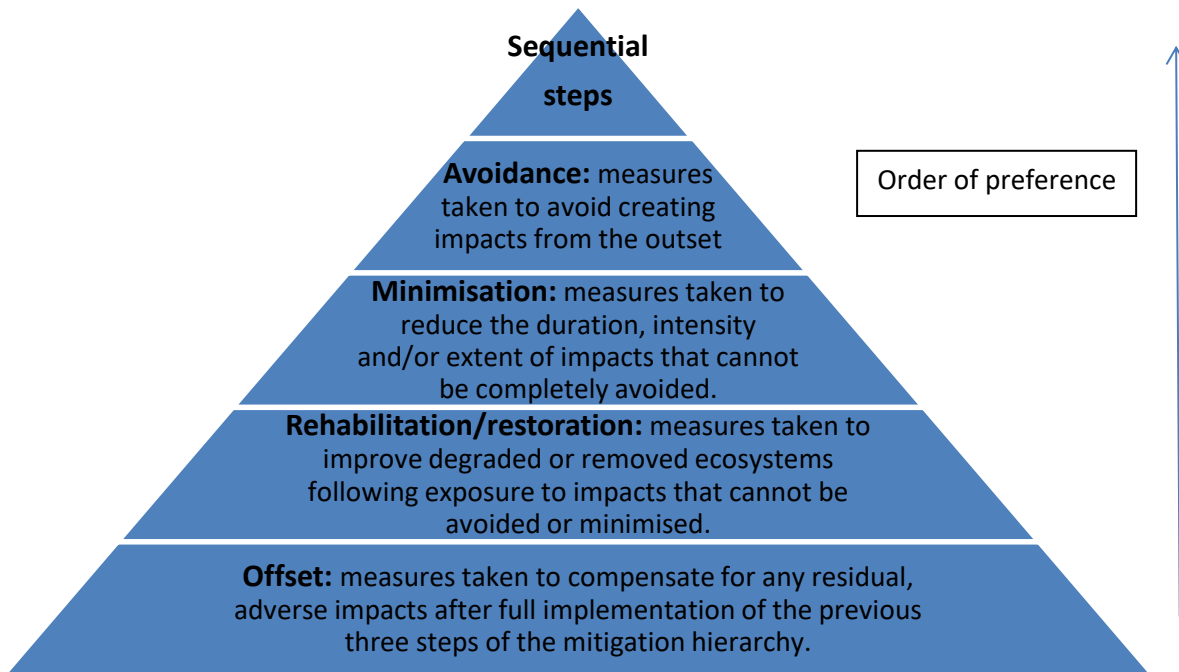 Sequential
steps
Avoidance: measures
taken to avoid creating
impacts from the outset
Order of preference
Minimisation: measures taken to
reduce the duration, intensity
and/or extent of impacts that cannot
be completely avoided.
Rehabilitation/restoration: measures taken to
improve degraded or removed ecosystems
following exposure to impacts that cannot be
avoided or minimised.
Offset: measures taken to compensate for any residual,
adverse impacts after full implementation of the previous
three steps of the mitigation hierarchy.